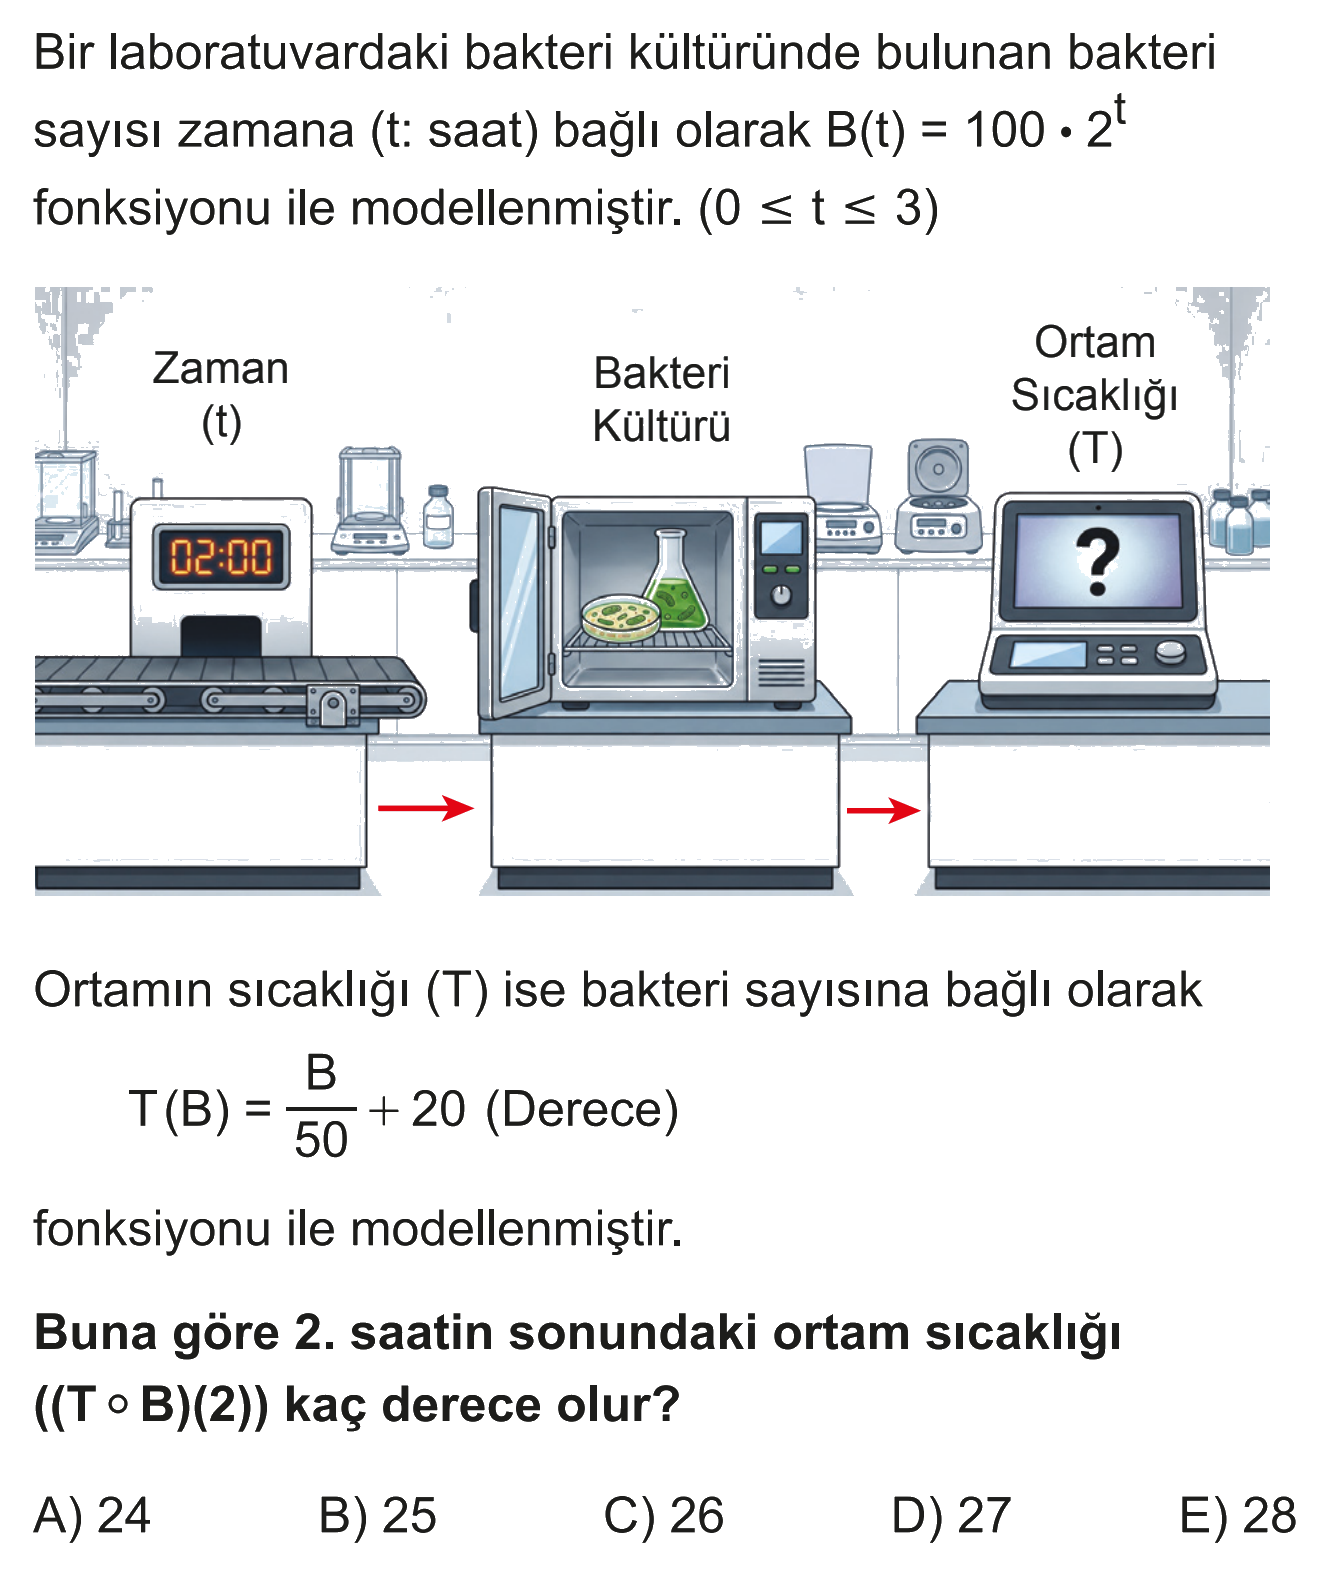 Bir laboratuvardaki bakteri kültüründe bulunan bakteri
sayısı zamana (t: saat) bağlı olarak B(t) = 100 • 2^t
fonksiyonu ile modellenmiştir. (0 ≤ t ≤ 3)
Zaman
(t)
Bakteri
Kültürü
Ortam
Sıcaklığı
(T)
02:00
?
Ortamın sıcaklığı (T) ise bakteri sayısına bağlı olarak
T(B) = B/50 + 20 (Derece)
fonksiyonu ile modellenmiştir.
Buna göre 2. saatin sonundaki ortam sıcaklığı
((T ∘ B)(2)) kaç derece olur?
A) 24 B) 25 C) 26 D) 27 E) 28